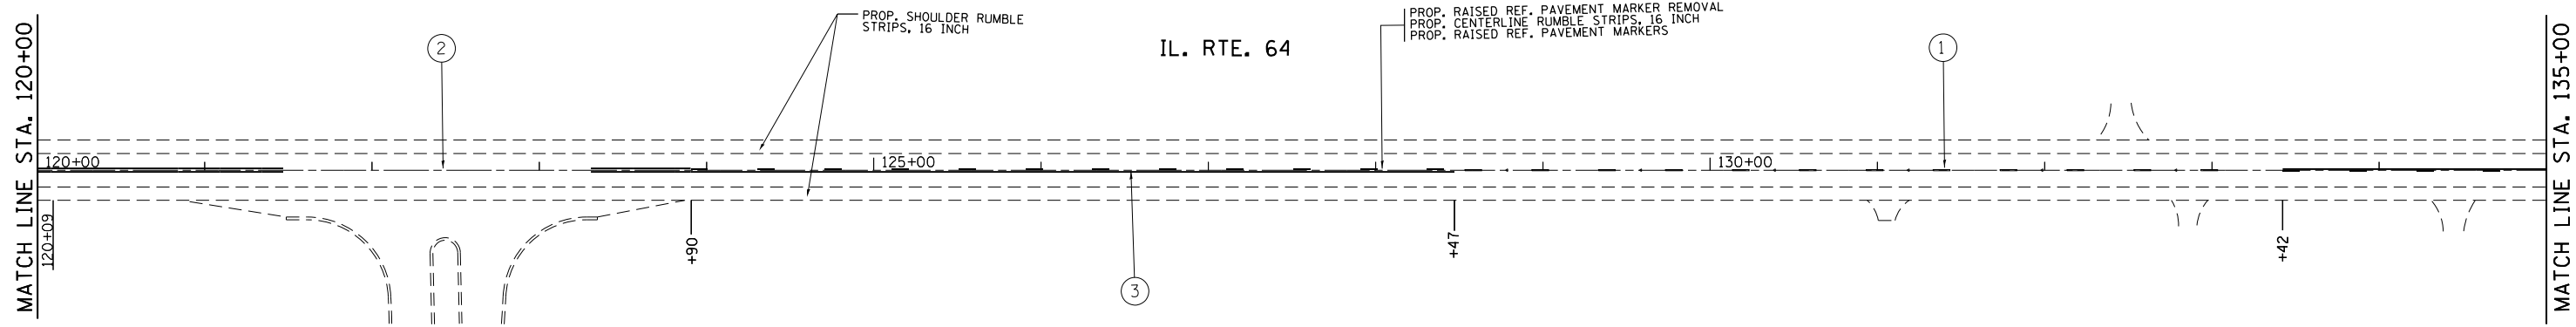 MATCH LINE STA. 120+00
PROP. SHOULDER RUMBLE
STRIPS, 16 INCH
2
IL. RTE. 64
PROP. RAISED REF. PAVEMENT MARKER REMOVAL
PROP. CENTERLINE RUMBLE STRIPS, 16 INCH
PROP. RAISED REF. PAVEMENT MARKERS
1
MATCH LINE STA. 135+00
120+00
125+00
130+00
120+09
+90
+47
+42
3